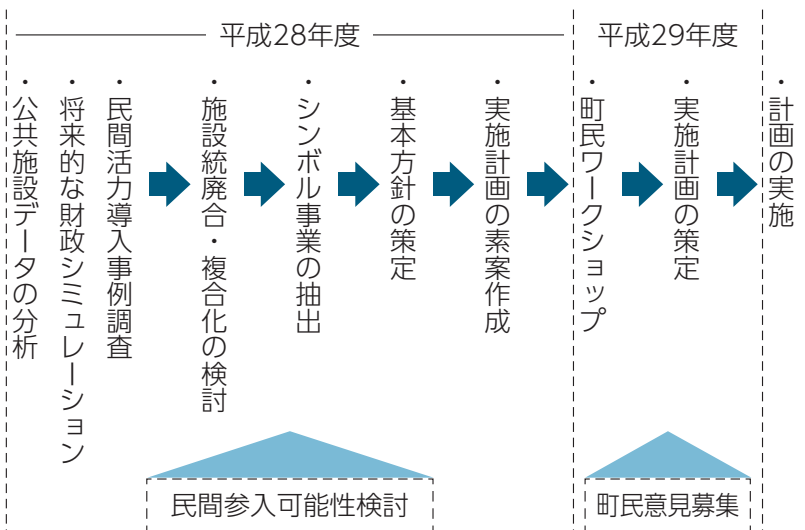 平成28年度
平成29年度
・公共施設データの分析
・将来的な財政シミュレーション
・民間活力導入事例調査
・施設統廃合・複合化の検討
・シンボル事業の抽出
・基本方針の策定
・実施計画の素案作成
・町民ワークショップ
・実施計画の策定
・計画の実施
民間参入可能性検討
町民意見募集